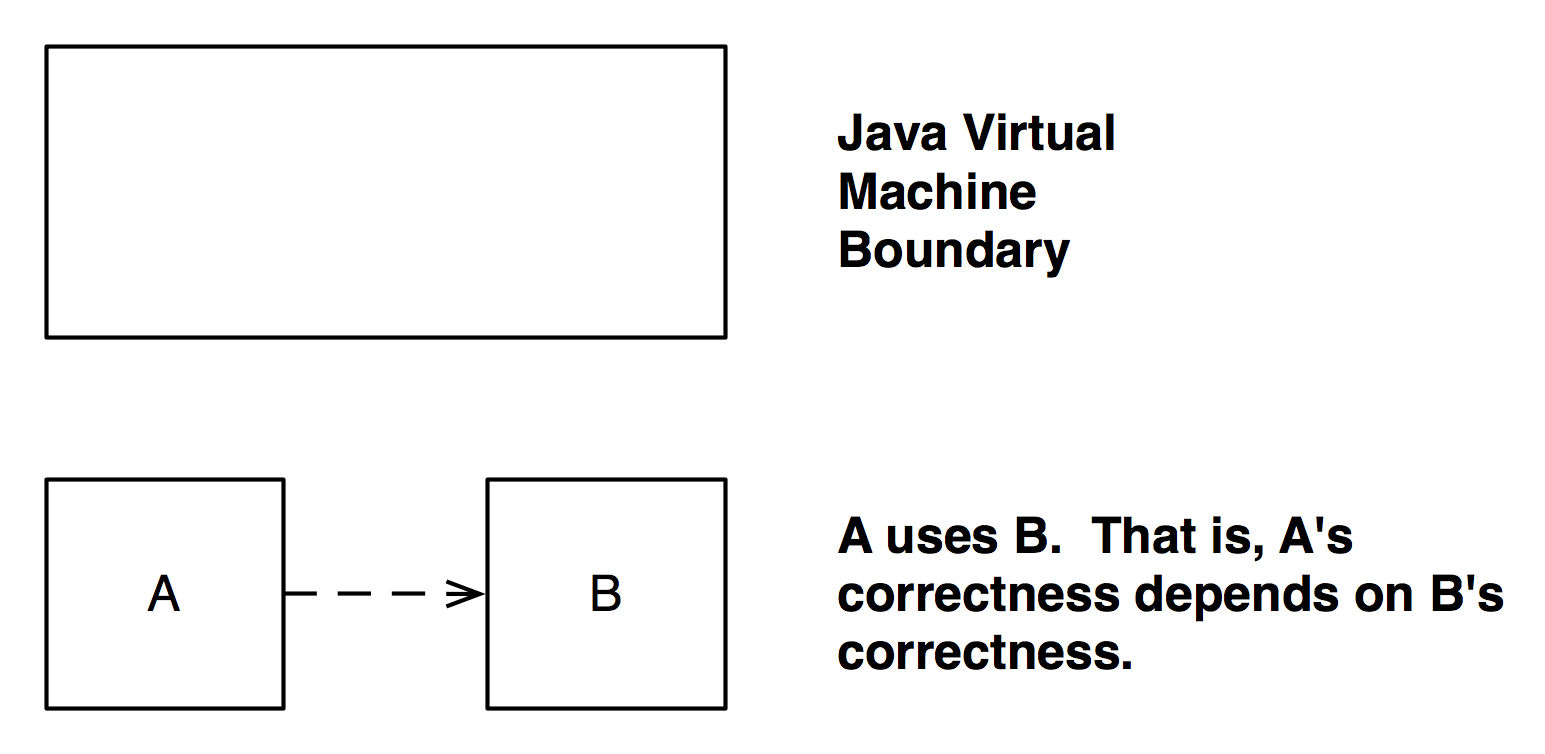 Java Virtual
Machine
Boundary
A
B
A uses B.  That is, A's
correctness depends on B's
correctness.